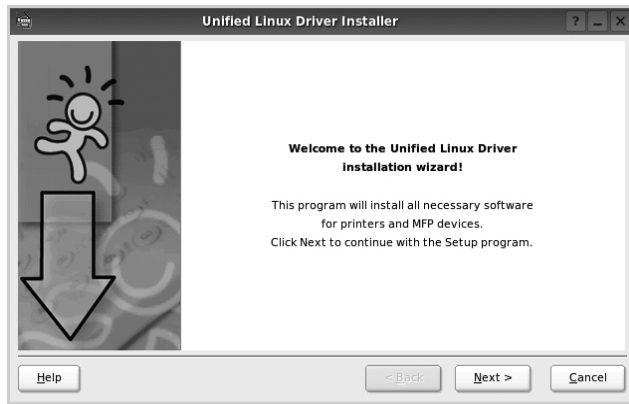 Unified Linux Driver Installer
?
Welcome to the Unified Linux Driver
installation wizard!
This program will install all necessary software
for printers and MFP devices.
Click Next to continue with the Setup program.
Help
< Back
Next >
Cancel